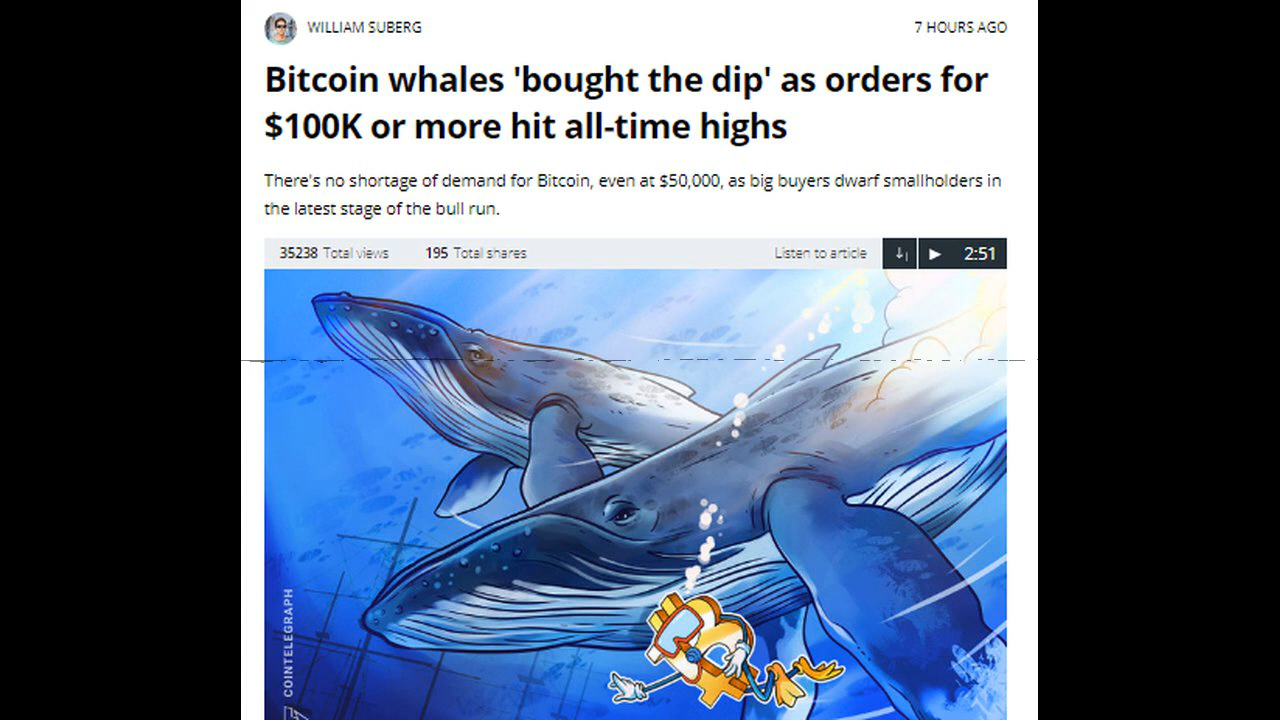 WILLIAM SUBERG
7 HOURS AGO
Bitcoin whales 'bought the dip' as orders for
$100K or more hit all-time highs
There's no shortage of demand for Bitcoin, even at $50,000, as big buyers dwarf smallholders in
the latest stage of the bull run.
35238 Total views 195 Total shares Listen to article 2:51
COINTELEGRAPH